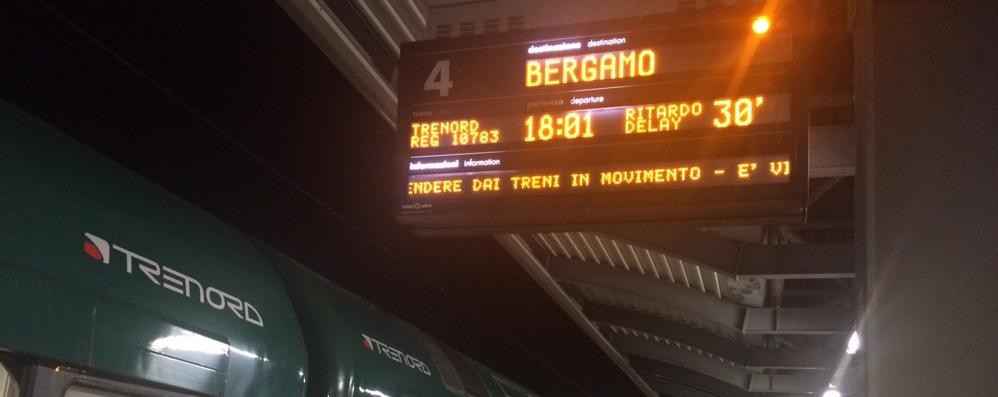 destinazione destination
4 BERGAMO
treno partenza departure
TRENORD
REG 10783
18:01
RITARDO
DELAY
30'
informazioni information
ENDERE DAI TRENI IN MOVIMENTO - E' VI
TRENORD
TRENORD